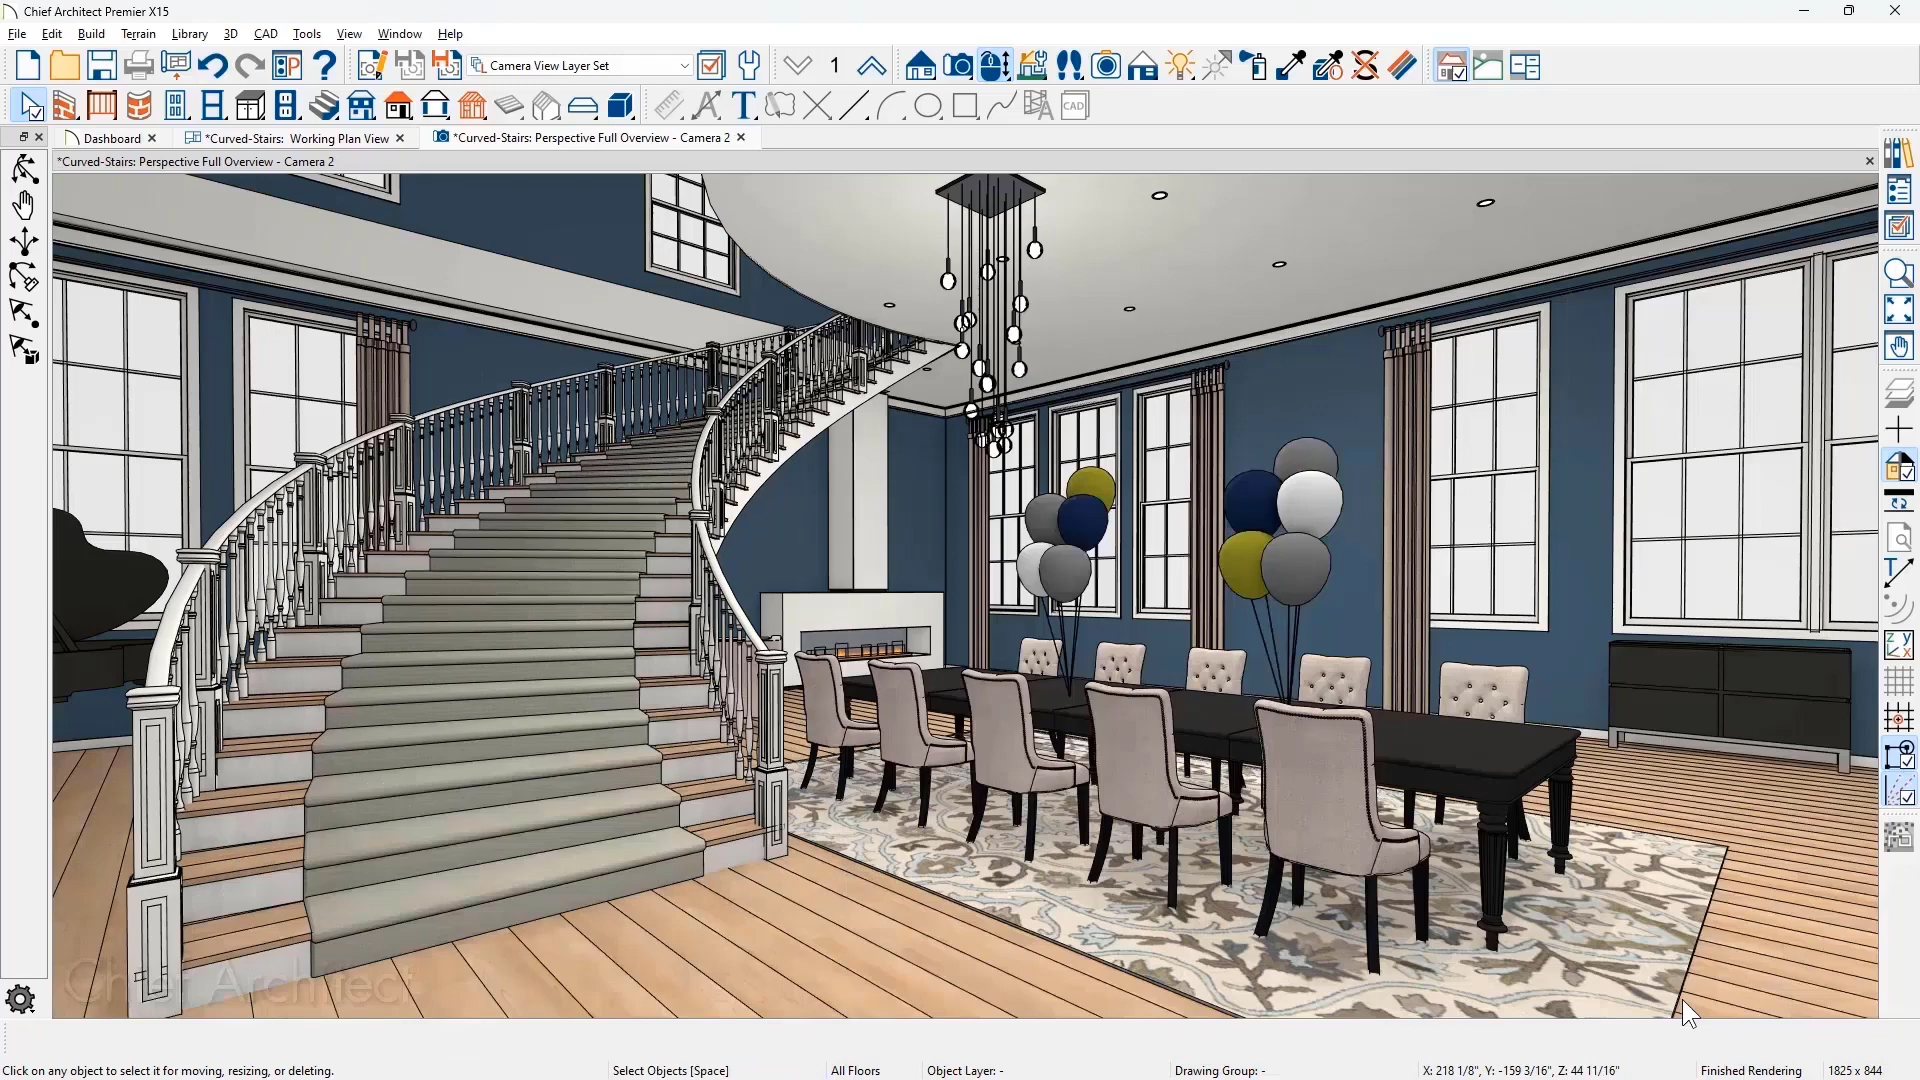 Chief Architect Premier X15
File Edit Build Terrain Library 3D CAD Tools View Window Help
Camera View Layer Set
1
CAD
Dashboard
*Curved-Stairs: Working Plan View
*Curved-Stairs: Perspective Full Overview - Camera 2
*Curved-Stairs: Perspective Full Overview - Camera 2
Chief Architect
Click on any object to select it for moving, resizing, or deleting.
Select Objects [Space]
All Floors
Object Layer: -
Drawing Group: -
X: 218 1/8", Y: -159 3/16", Z: 44 11/16"
Finished Rendering
1825 x 844